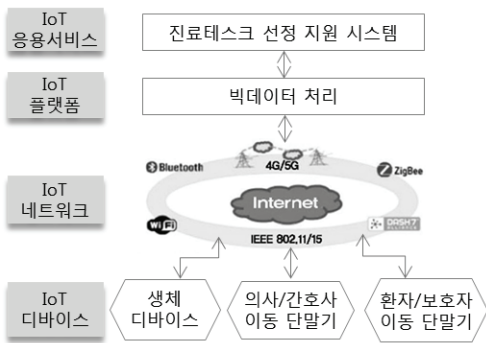 IoT
응용서비스
진료테스크 선정 지원 시스템
IoT
플랫폼
빅데이터 처리
4G/5G
Bluetooth
ZigBee
IoT
네트워크
Internet
WiFi
DASH7
ALLIANCE
IEEE 802.11/15
IoT
디바이스
생체
디바이스
의사/간호사
이동 단말기
환자/보호자
이동 단말기